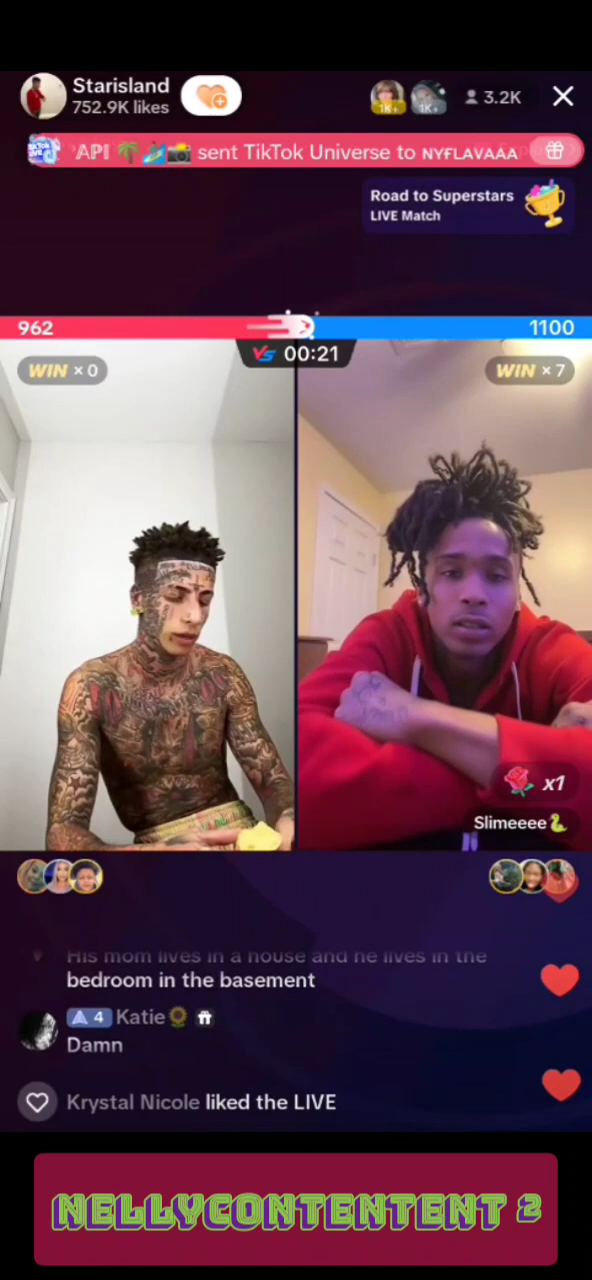 Starisland
752.9K likes
1K+
1K+
3.2K
'API 🌴🏄📸 sent TikTok Universe to NYFLAVAAA
Road to Superstars
LIVE Match
962
1100
VS 00:21
WIN × 0
WIN × 7
x1
Slimeeee🐍
His mom lives in a house and he lives in the
bedroom in the basement
4 Katie🌻
Damn
Krystal Nicole liked the LIVE
NELLYCONTENTENT 2